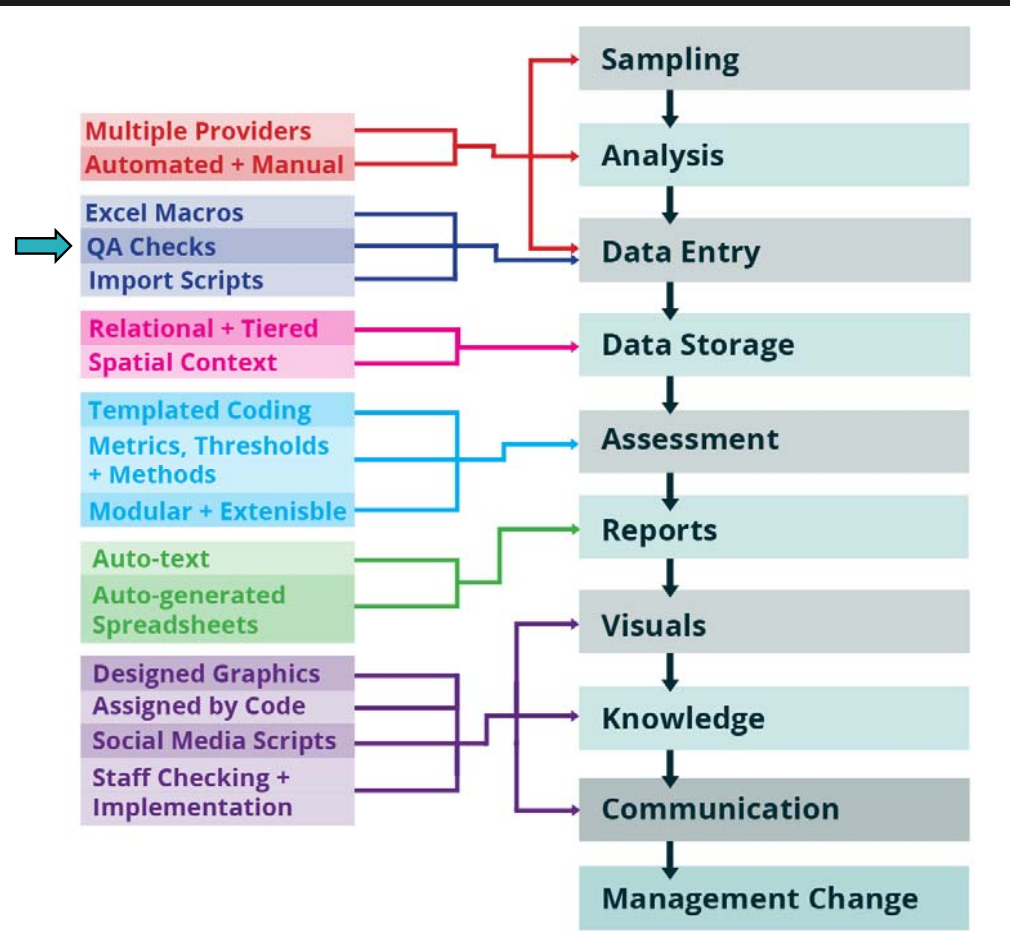 Multiple Providers
Automated + Manual
Excel Macros
QA Checks
Import Scripts
Relational + Tiered
Spatial Context
Templated Coding
Metrics, Thresholds
+ Methods
Modular + Extenisble
Auto-text
Auto-generated
Spreadsheets
Designed Graphics
Assigned by Code
Social Media Scripts
Staff Checking +
Implementation
Sampling
Analysis
Data Entry
Data Storage
Assessment
Reports
Visuals
Knowledge
Communication
Management Change